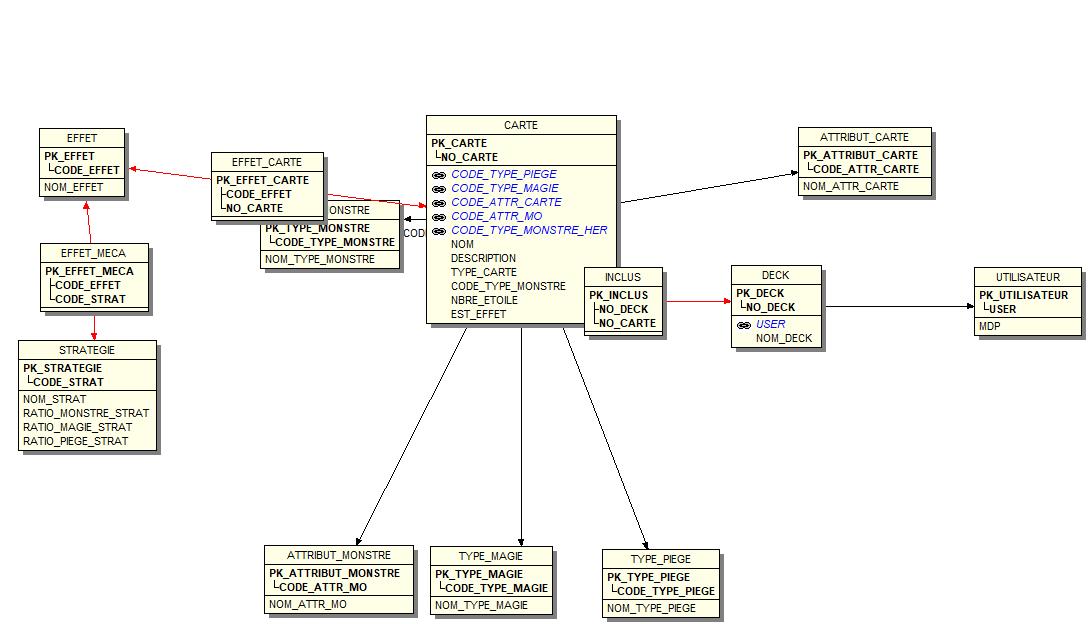 EFFET
PK_EFFET
CODE_EFFET
NOM_EFFET
EFFET_CARTE
PK_EFFET_CARTE
CODE_EFFET
NO_CARTE
ONSTRE
PK_TYPE_MONSTRE
CODE_TYPE_MONSTRE
NOM_TYPE_MONSTRE
COD
CARTE
PK_CARTE
NO_CARTE
CODE_TYPE_PIEGE
CODE_TYPE_MAGIE
CODE_ATTR_CARTE
CODE_ATTR_MO
CODE_TYPE_MONSTRE_HER
NOM
DESCRIPTION
TYPE_CARTE
CODE_TYPE_MONSTRE
NBRE_ETOILE
EST_EFFET
ATTRIBUT_CARTE
PK_ATTRIBUT_CARTE
CODE_ATTR_CARTE
NOM_ATTR_CARTE
EFFET_MECA
PK_EFFET_MECA
CODE_EFFET
CODE_STRAT
INCLUS
PK_INCLUS
NO_DECK
NO_CARTE
DECK
PK_DECK
NO_DECK
USER
NOM_DECK
UTILISATEUR
PK_UTILISATEUR
USER
MDP
STRATEGIE
PK_STRATEGIE
CODE_STRAT
NOM_STRAT
RATIO_MONSTRE_STRAT
RATIO_MAGIE_STRAT
RATIO_PIEGE_STRAT
ATTRIBUT_MONSTRE
PK_ATTRIBUT_MONSTRE
CODE_ATTR_MO
NOM_ATTR_MO
TYPE_MAGIE
PK_TYPE_MAGIE
CODE_TYPE_MAGIE
NOM_TYPE_MAGIE
TYPE_PIEGE
PK_TYPE_PIEGE
CODE_TYPE_PIEGE
NOM_TYPE_PIEGE